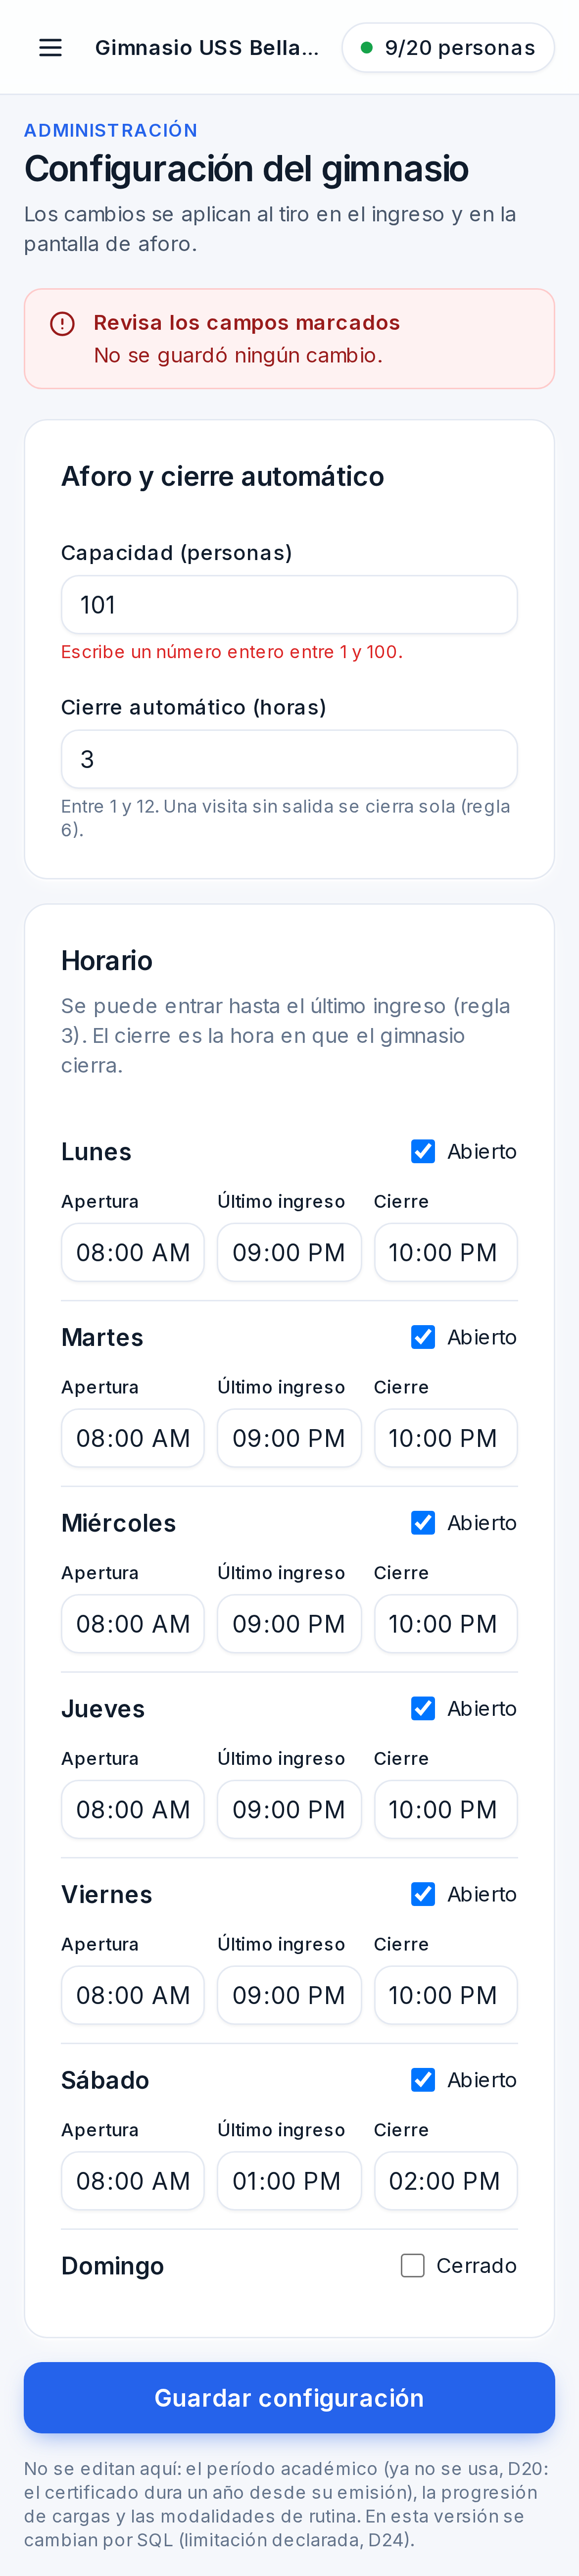 Gimnasio USS Bella...
9/20 personas
ADMINISTRACIÓN
Configuración del gimnasio
Los cambios se aplican al tiro en el ingreso y en la
pantalla de aforo.
Revisa los campos marcados
No se guardó ningún cambio.
Aforo y cierre automático
Capacidad (personas)
101
Escribe un número entero entre 1 y 100.
Cierre automático (horas)
3
Entre 1 y 12. Una visita sin salida se cierra sola (regla
6).
Horario
Se puede entrar hasta el último ingreso (regla
3). El cierre es la hora en que el gimnasio
cierra.
Lunes Abierto
Apertura Último ingreso Cierre
08:00 AM 09:00 PM 10:00 PM
Martes Abierto
Apertura Último ingreso Cierre
08:00 AM 09:00 PM 10:00 PM
Miércoles Abierto
Apertura Último ingreso Cierre
08:00 AM 09:00 PM 10:00 PM
Jueves Abierto
Apertura Último ingreso Cierre
08:00 AM 09:00 PM 10:00 PM
Viernes Abierto
Apertura Último ingreso Cierre
08:00 AM 09:00 PM 10:00 PM
Sábado Abierto
Apertura Último ingreso Cierre
08:00 AM 01:00 PM 02:00 PM
Domingo Cerrado
Guardar configuración
No se editan aquí: el período académico (ya no se usa, D20:
el certificado dura un año desde su emisión), la progresión
de cargas y las modalidades de rutina. En esta versión se
cambian por SQL (limitación declarada, D24).